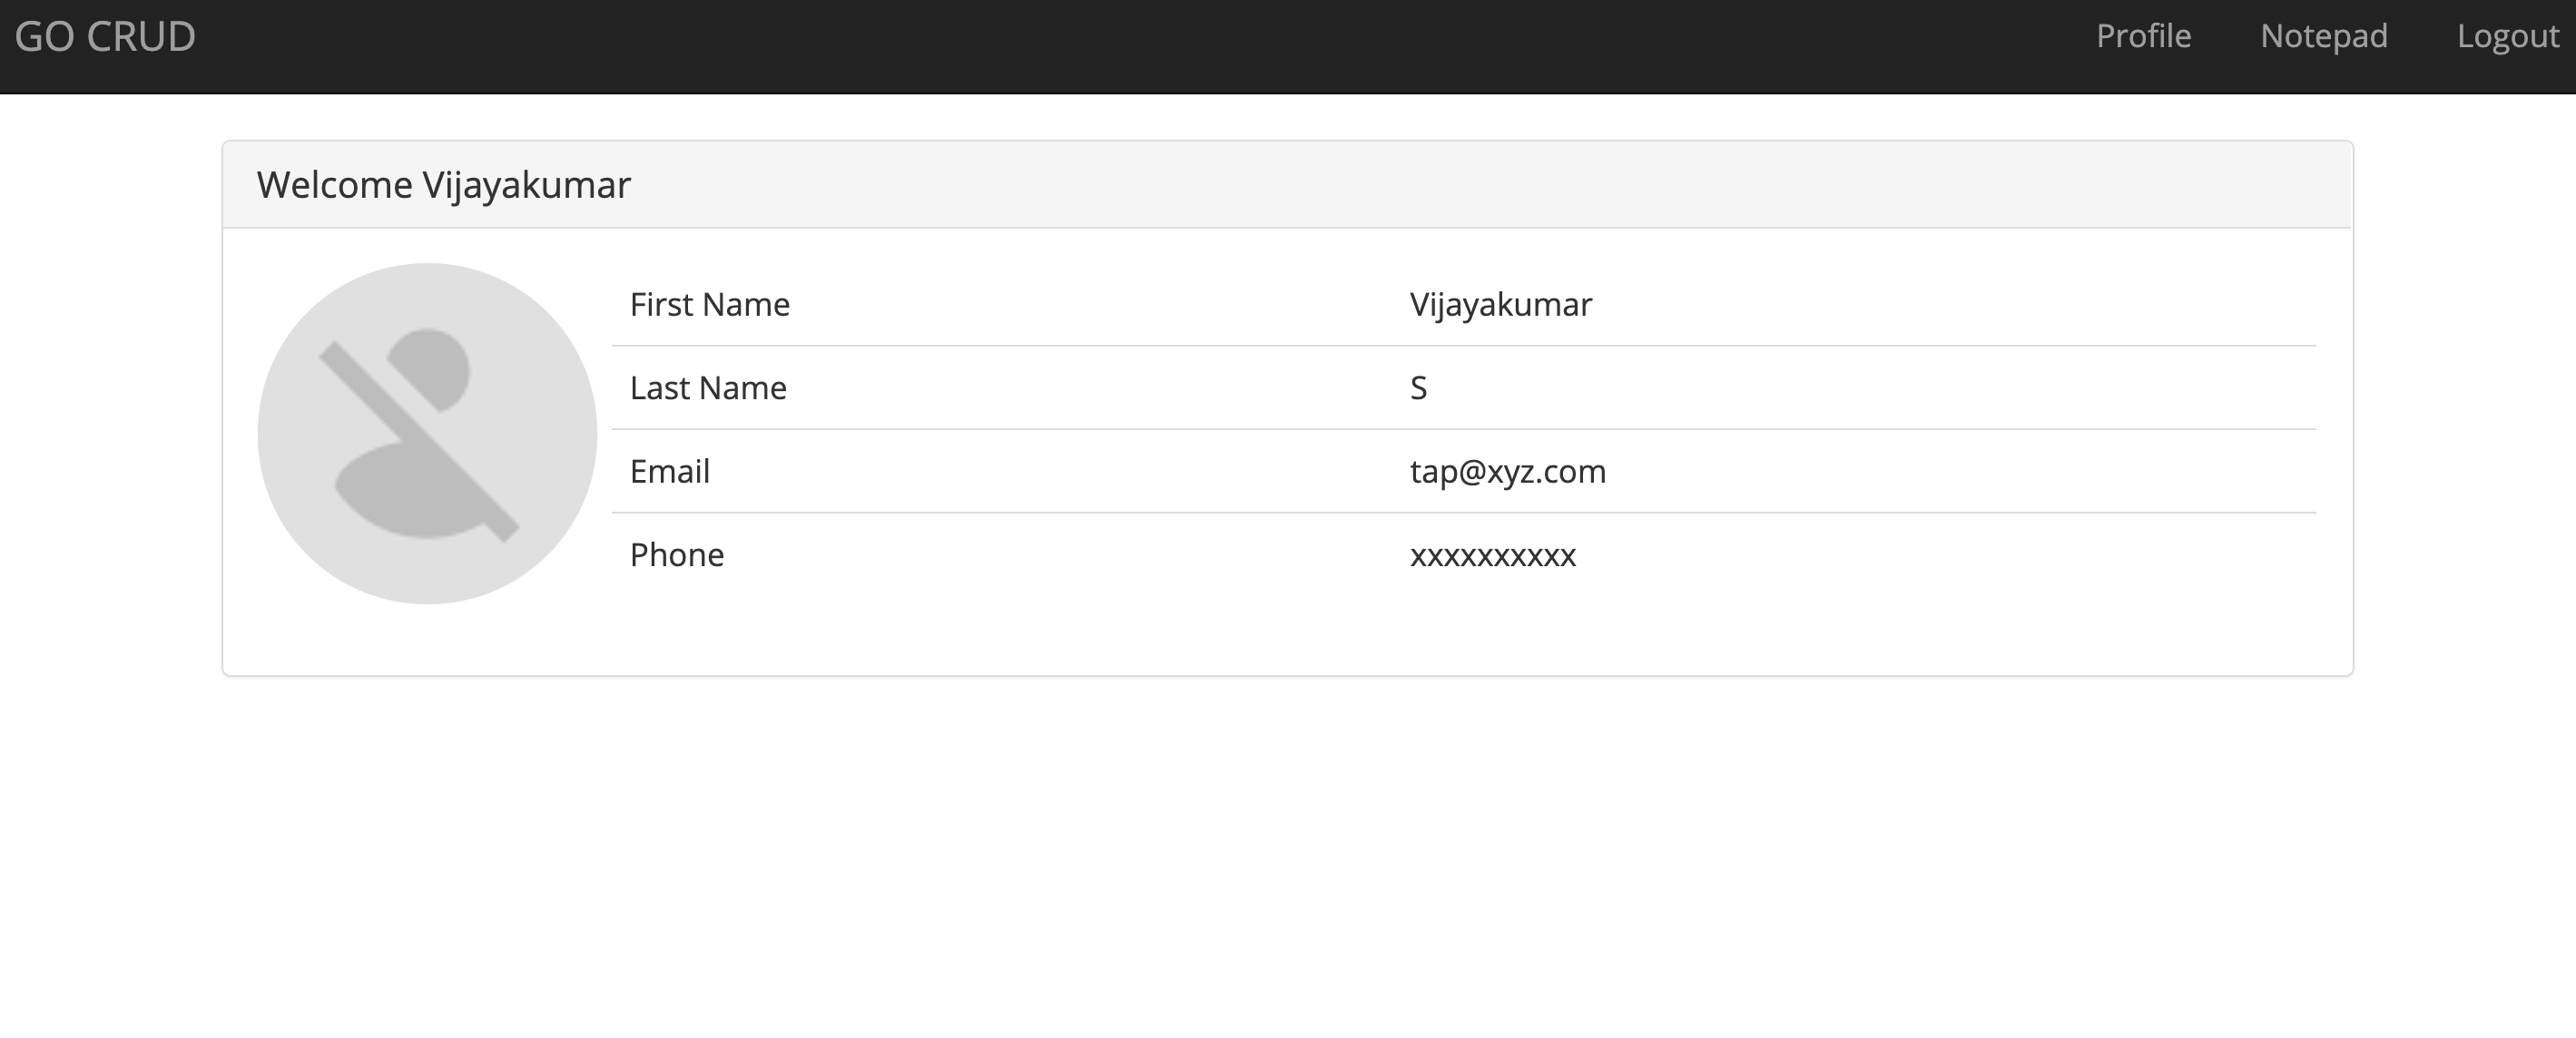 GO CRUD Profile Notepad Logout
Welcome Vijayakumar
First Name Vijayakumar
Last Name S
Email tap@xyz.com
Phone xxxxxxxxxx